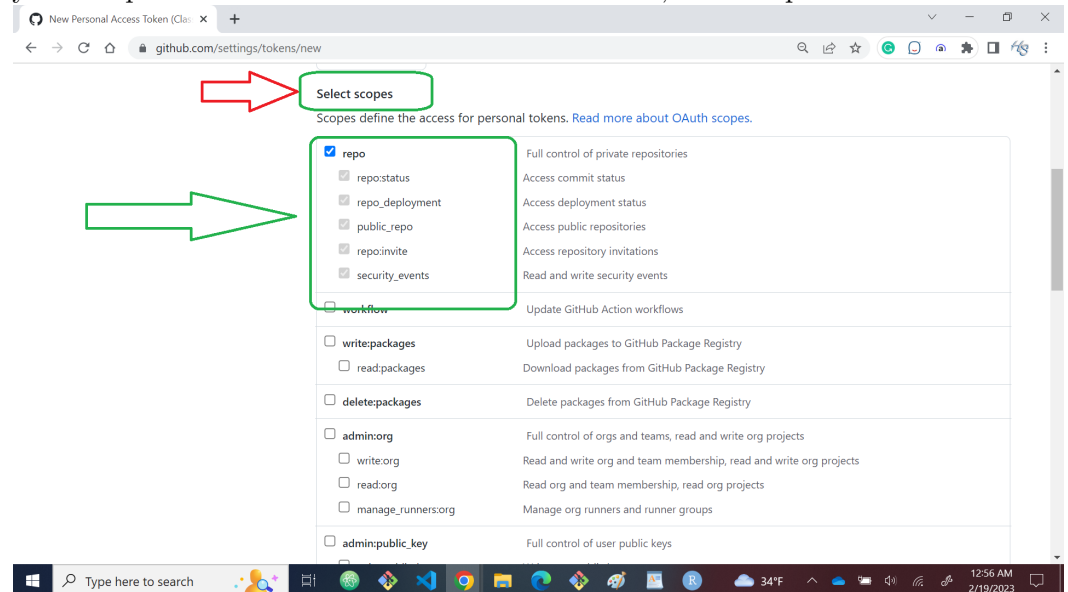 New Personal Access Token (Clas
github.com/settings/tokens/new
Select scopes
Scopes define the access for personal tokens. Read more about OAuth scopes.
repo Full control of private repositories
repo:status Access commit status
repo_deployment Access deployment status
public_repo Access public repositories
repo:invite Access repository invitations
security_events Read and write security events
workflow Update GitHub Action workflows
write:packages Upload packages to GitHub Package Registry
read:packages Download packages from GitHub Package Registry
delete:packages Delete packages from GitHub Package Registry
admin:org Full control of orgs and teams, read and write org projects
write:org Read and write org and team membership, read and write org projects
read:org Read org and team membership, read org projects
manage_runners:org Manage org runners and runner groups
admin:public_key Full control of user public keys
Type here to search
R
34°F
12:56 AM
2/19/2023